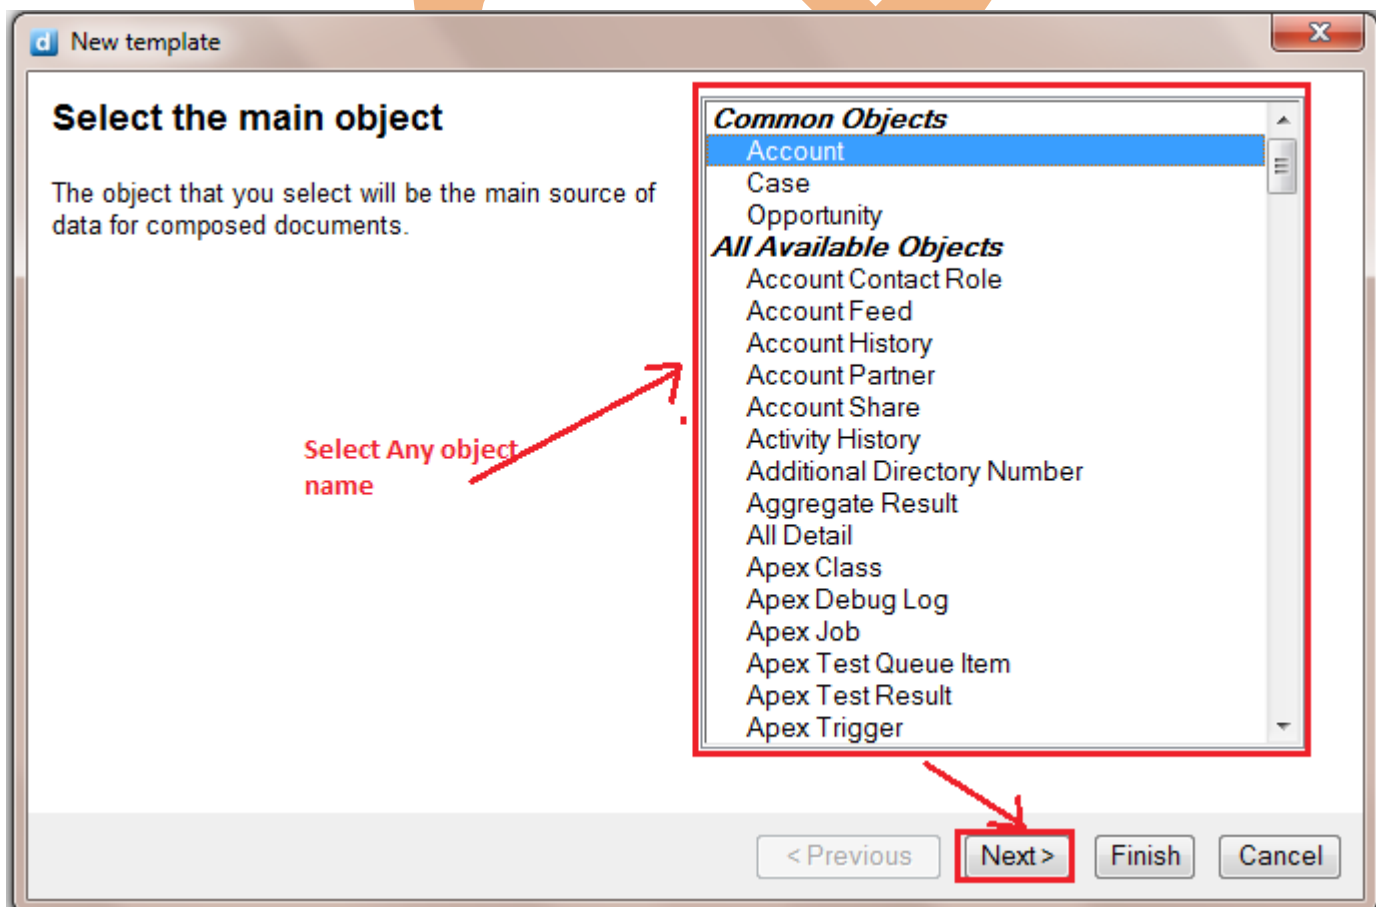 d New template
X
Select the main object
The object that you select will be the main source of
data for composed documents.
Common Objects
Account
Case
Opportunity
All Available Objects
Account Contact Role
Account Feed
Account History
Account Partner
Account Share
Activity History
Additional Directory Number
Aggregate Result
All Detail
Apex Class
Apex Debug Log
Apex Job
Apex Test Queue Item
Apex Test Result
Apex Trigger
Select Any object
name
< Previous Next > Finish Cancel